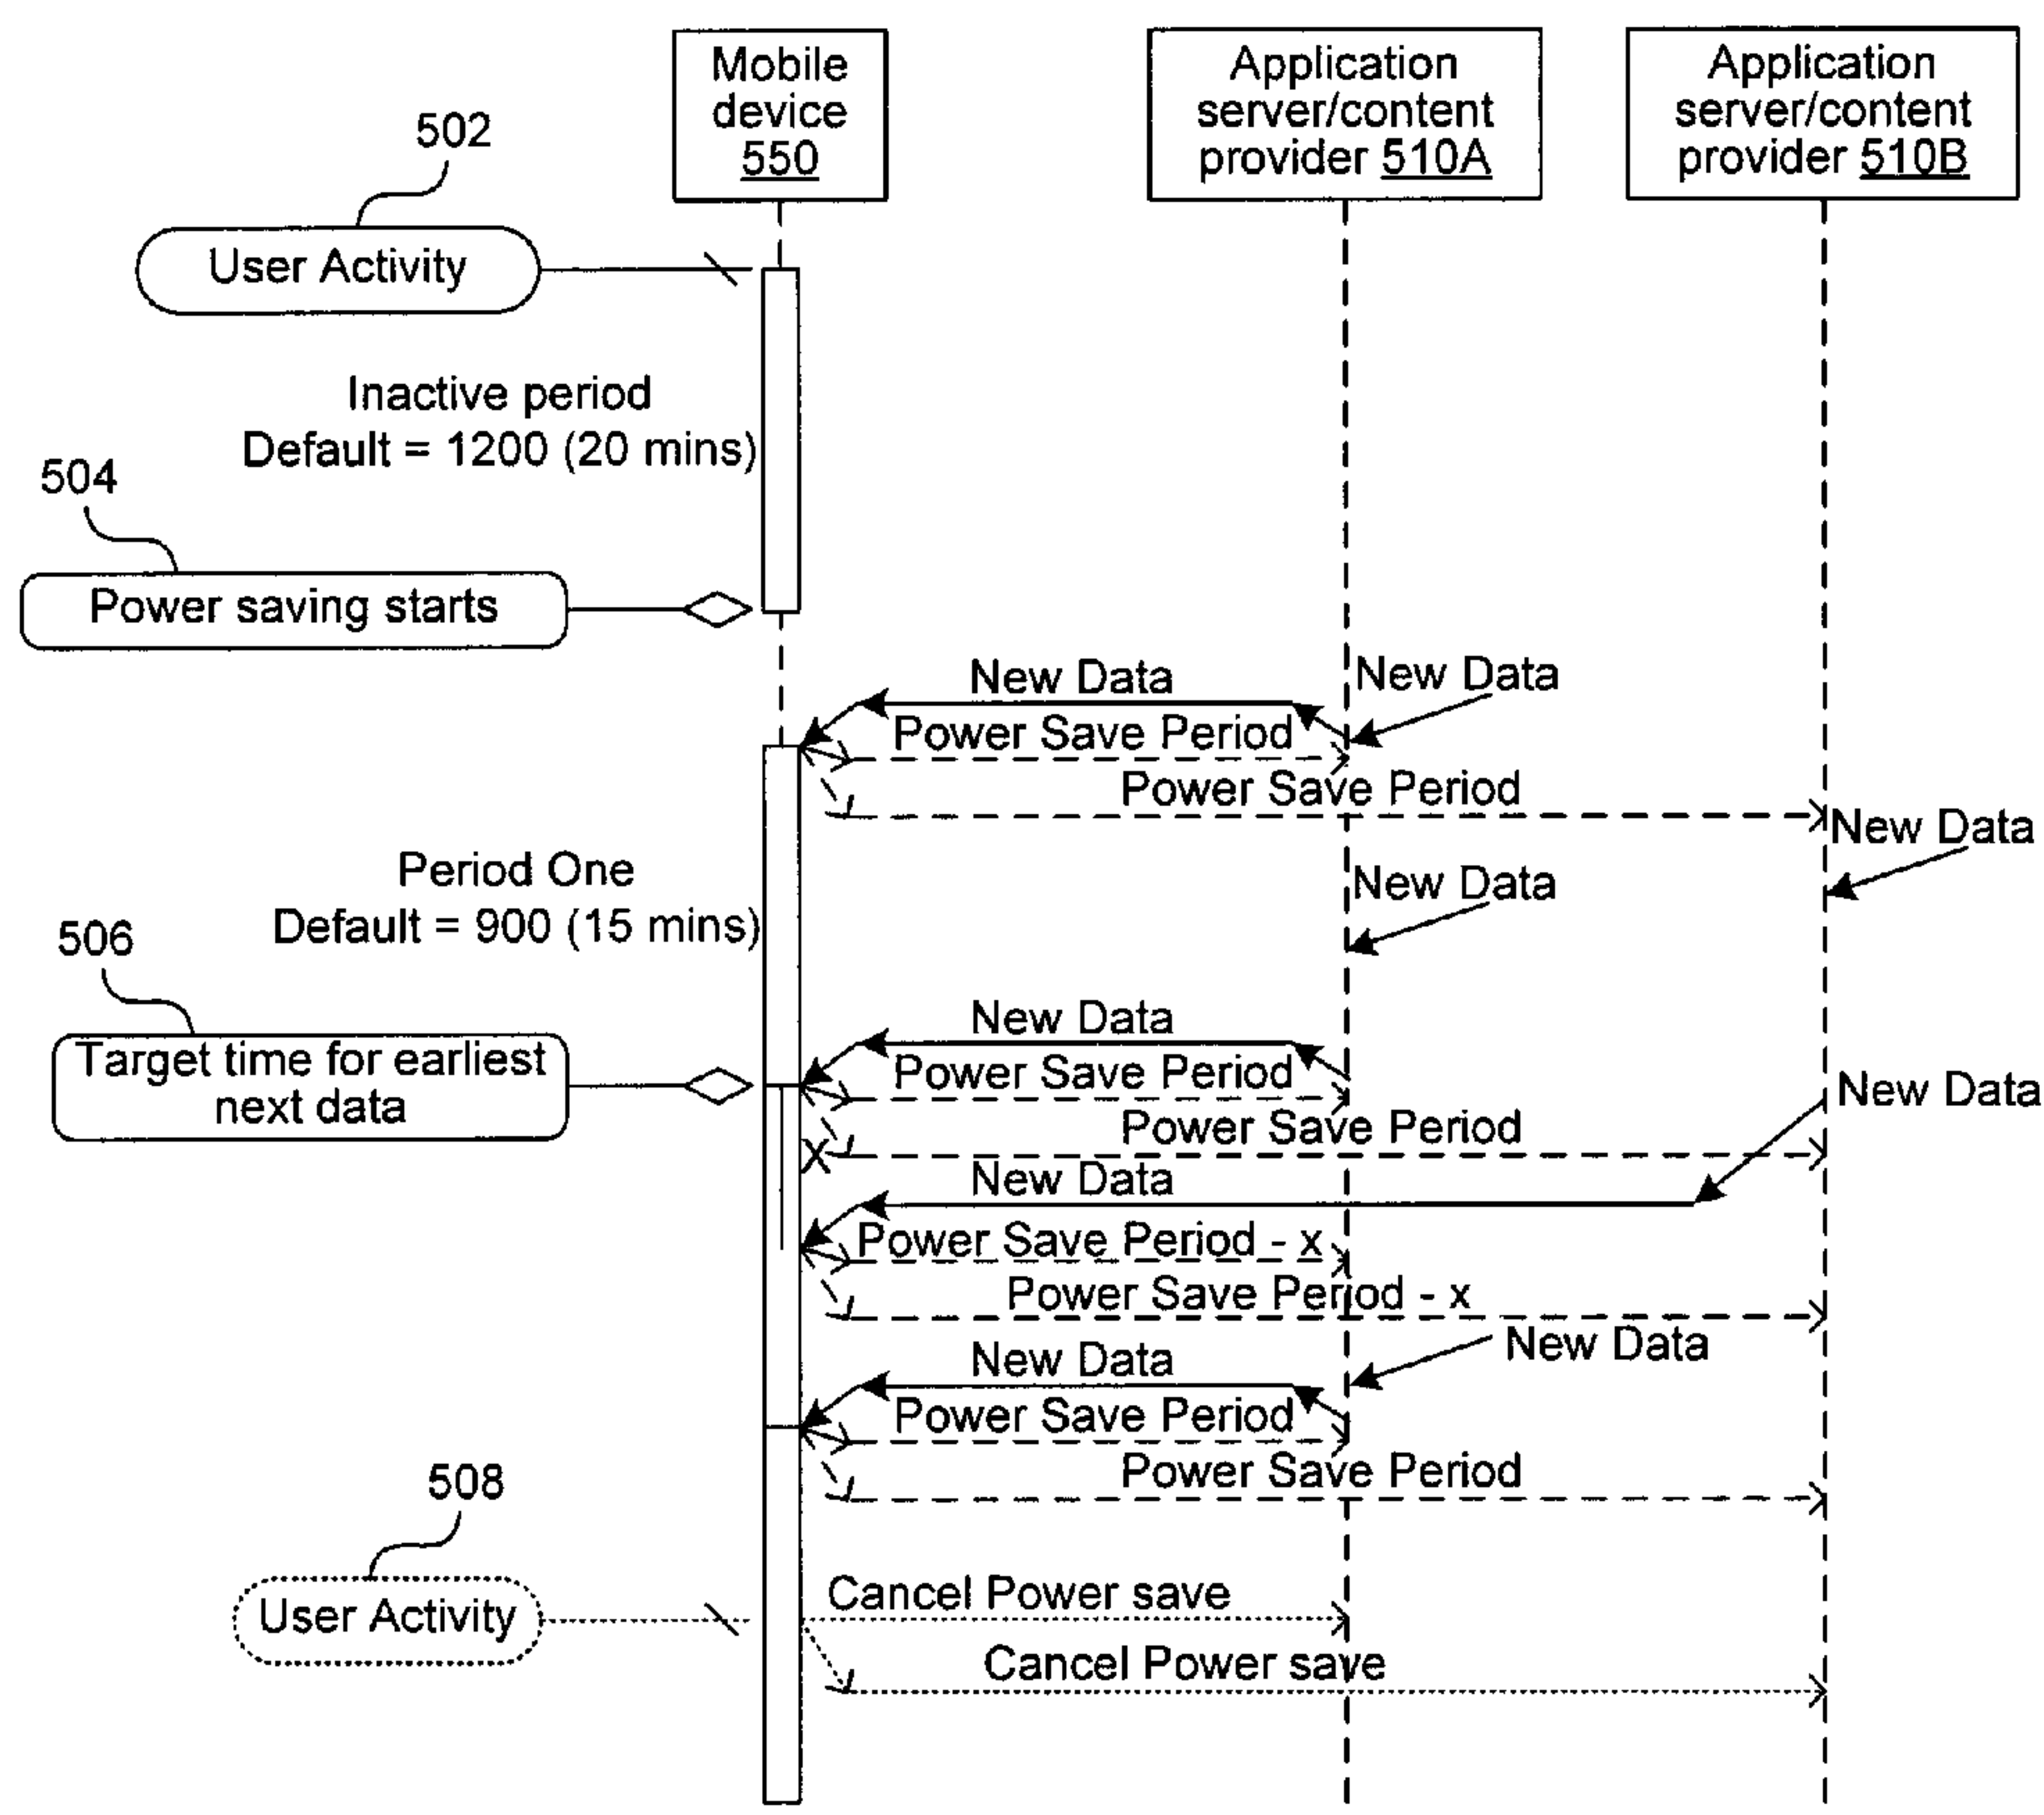 Mobile
device
550
Application
server/content
provider 510A
Application
server/content
provider 510B
502
User Activity
Inactive period
Default = 1200 (20 mins)
504
Power saving starts
New Data
New Data
Power Save Period
Power Save Period
New Data
Period One
Default = 900 (15 mins)
New Data
506
Target time for earliest
next data
New Data
Power Save Period
New Data
Power Save Period
X
New Data
Power Save Period - x
Power Save Period - x
New Data
New Data
Power Save Period
Power Save Period
508
User Activity
Cancel Power save
Cancel Power save